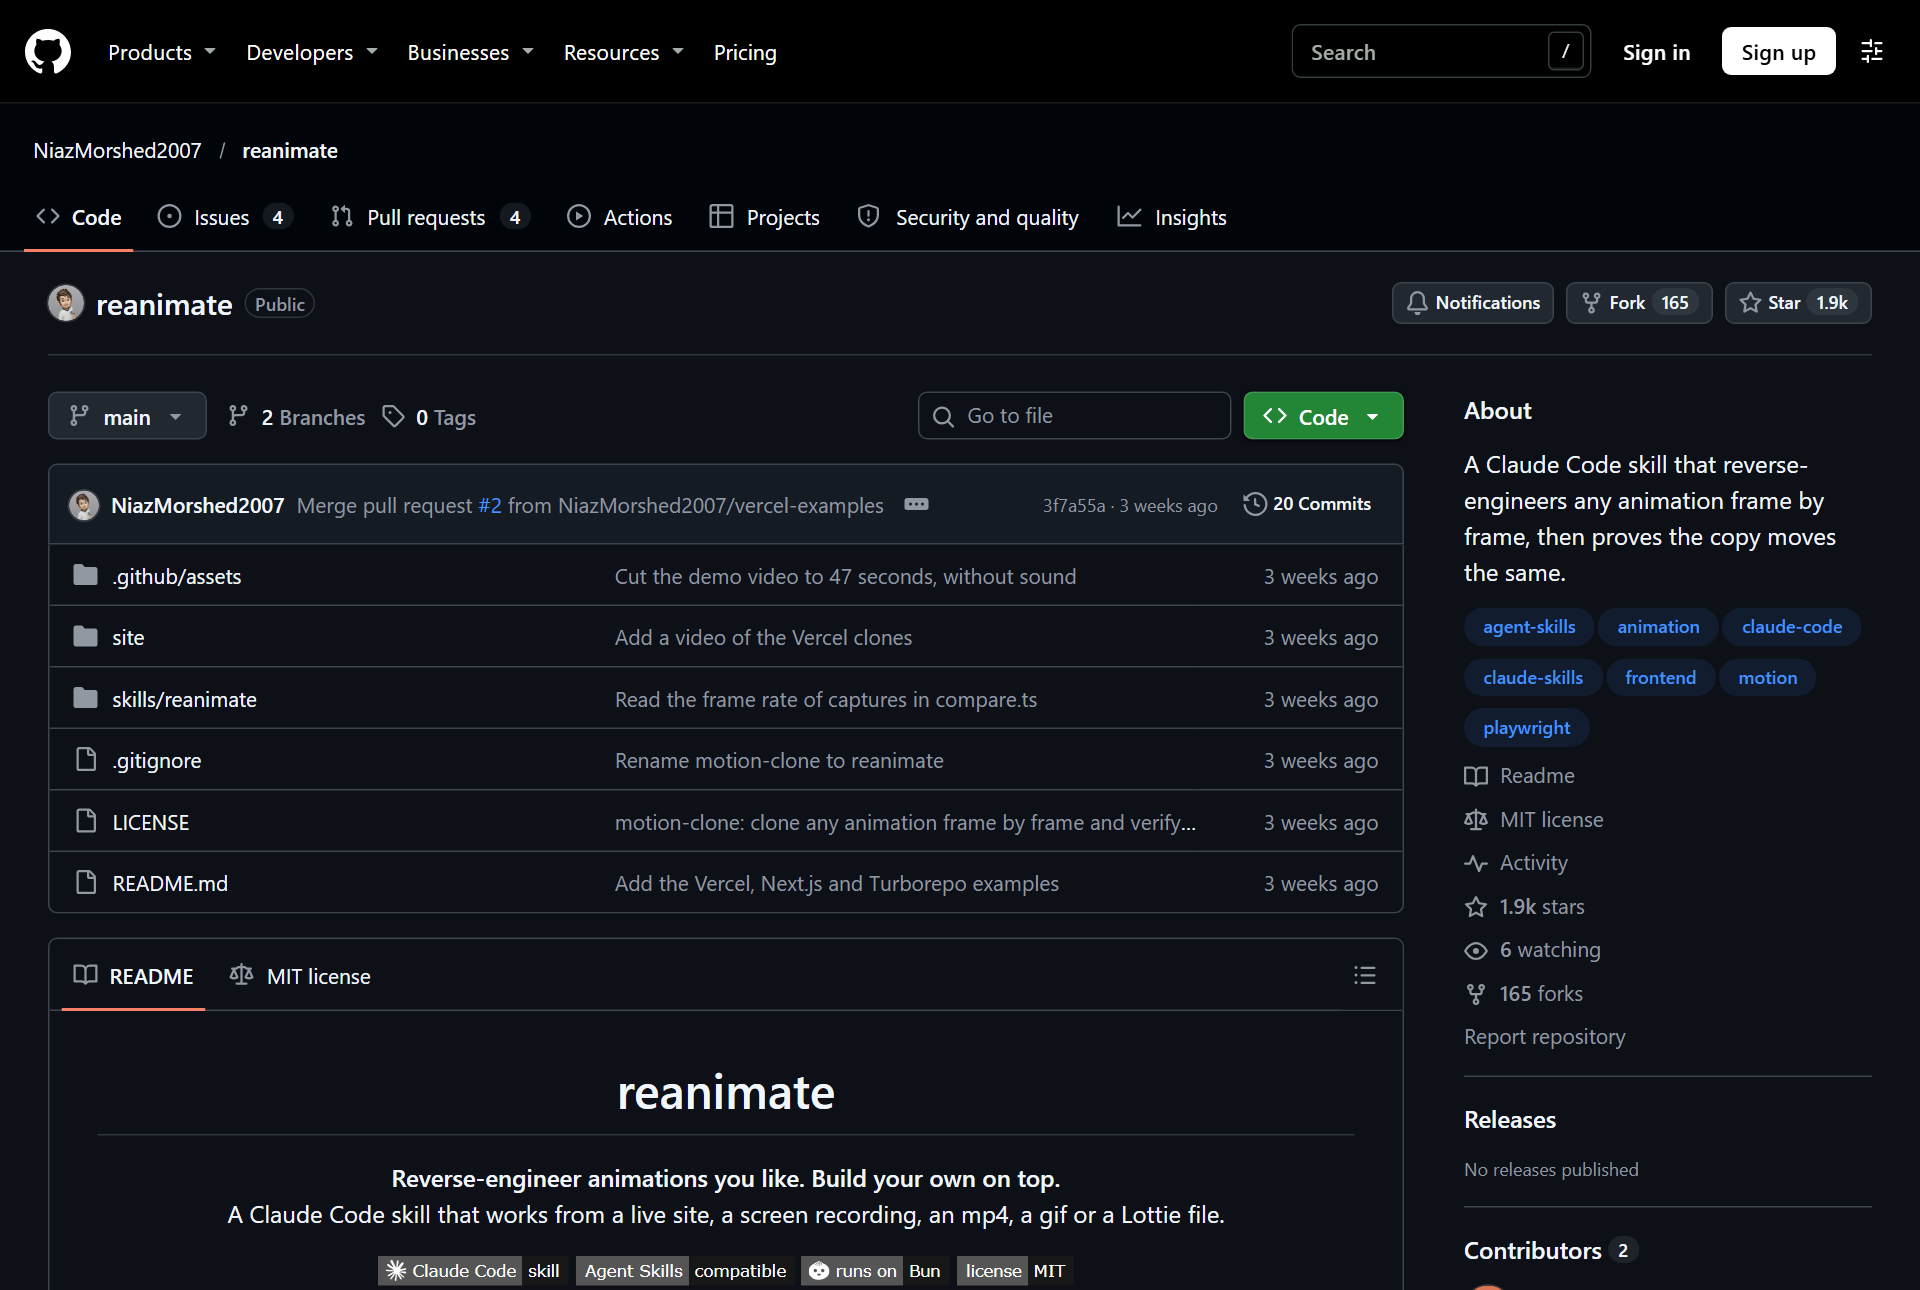 Products Developers Businesses Resources Pricing Search / Sign in Sign up
NiazMorshed2007 / reanimate
Code Issues 4 Pull requests 4 Actions Projects Security and quality Insights
reanimate Public Notifications Fork 165 Star 1.9k
main 2 Branches 0 Tags Go to file Code
NiazMorshed2007 Merge pull request #2 from NiazMorshed2007/vercel-examples 3f7a55a · 3 weeks ago 20 Commits
.github/assets Cut the demo video to 47 seconds, without sound 3 weeks ago
site Add a video of the Vercel clones 3 weeks ago
skills/reanimate Read the frame rate of captures in compare.ts 3 weeks ago
.gitignore Rename motion-clone to reanimate 3 weeks ago
LICENSE motion-clone: clone any animation frame by frame and verify... 3 weeks ago
README.md Add the Vercel, Next.js and Turborepo examples 3 weeks ago
README MIT license
reanimate
Reverse-engineer animations you like. Build your own on top.
A Claude Code skill that works from a live site, a screen recording, an mp4, a gif or a Lottie file.
Claude Code skill Agent Skills compatible runs on Bun license MIT
About
A Claude Code skill that reverse-
engineers any animation frame by
frame, then proves the copy moves
the same.
agent-skills animation claude-code
claude-skills frontend motion
playwright
Readme
MIT license
Activity
1.9k stars
6 watching
165 forks
Report repository
Releases
No releases published
Contributors 2